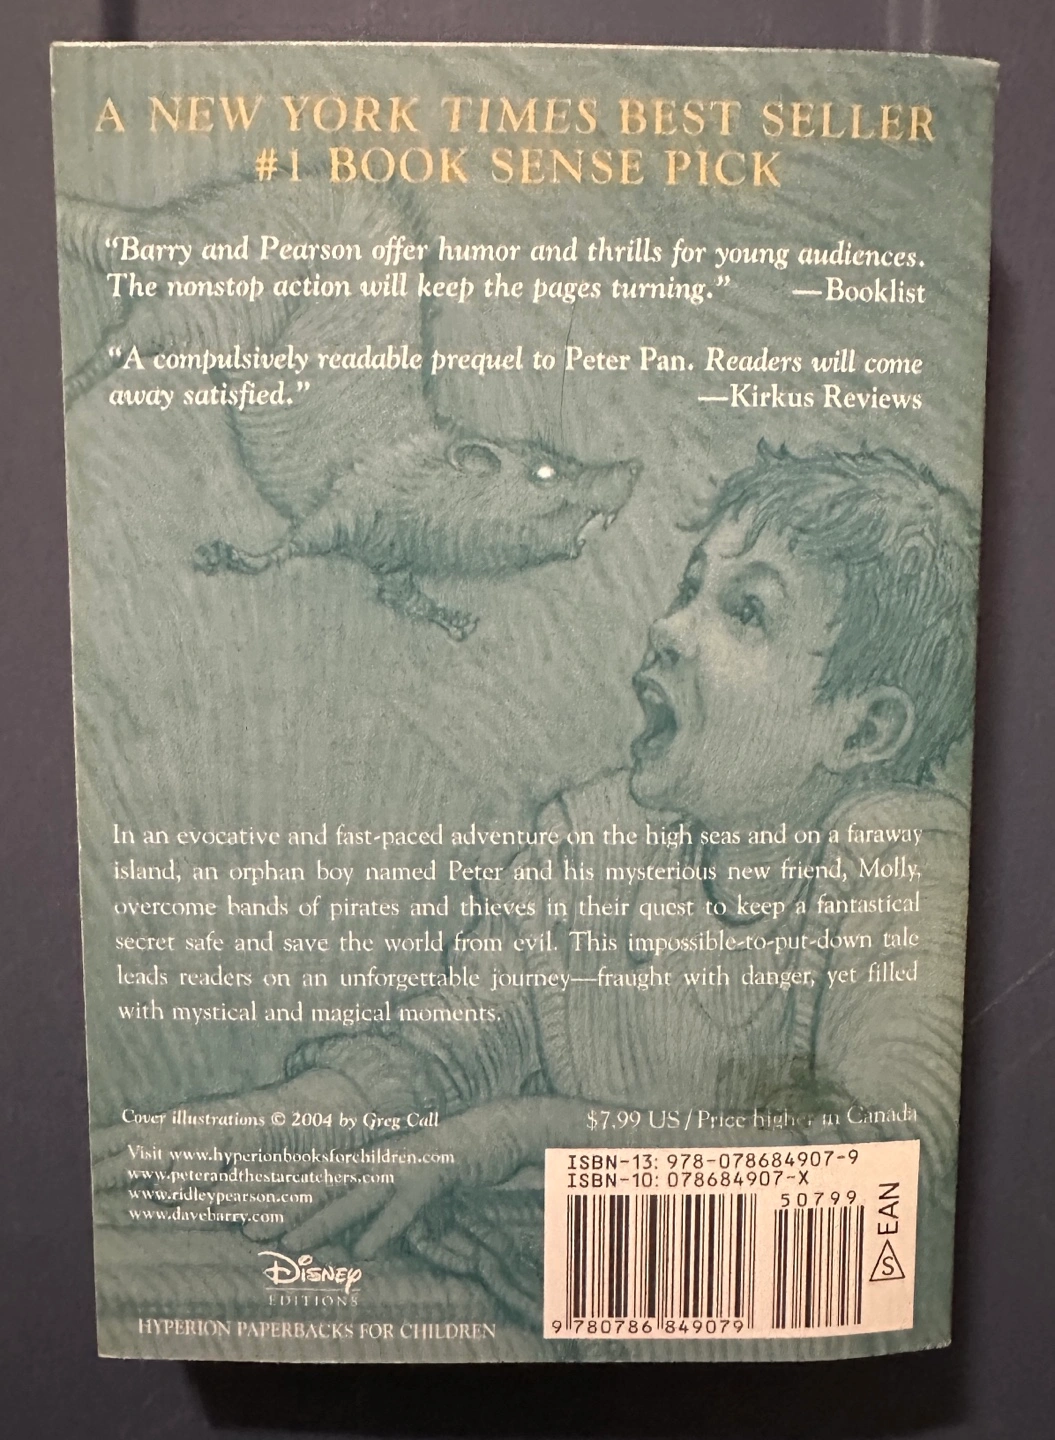 A NEW YORK TIMES BEST SELLER
#1 BOOK SENSE PICK
“Barry and Pearson offer humor and thrills for young audiences.
The nonstop action will keep the pages turning.” —Booklist
“A compulsively readable prequel to Peter Pan. Readers will come
away satisfied.” —Kirkus Reviews
In an evocative and fast-paced adventure on the high seas and on a faraway
island, an orphan boy named Peter and his mysterious new friend, Molly,
overcome bands of pirates and thieves in their quest to keep a fantastical
secret safe and save the world from evil. This impossible-to-put-down tale
leads readers on an unforgettable journey—fraught with danger, yet filled
with mystical and magical moments.
Cover illustrations © 2004 by Greg Call
Visit www.hyperionbooksforchildren.com
www.peterandthestarcatchers.com
www.ridleypearson.com
www.davebarry.com
Disney
EDITIONS
HYPERION PAPERBACKS FOR CHILDREN
$7.99 US / Price higher in Canada
ISBN-13: 978-078684907-9
ISBN-10: 078684907-X
50799
EAN
S
9 780786 849079